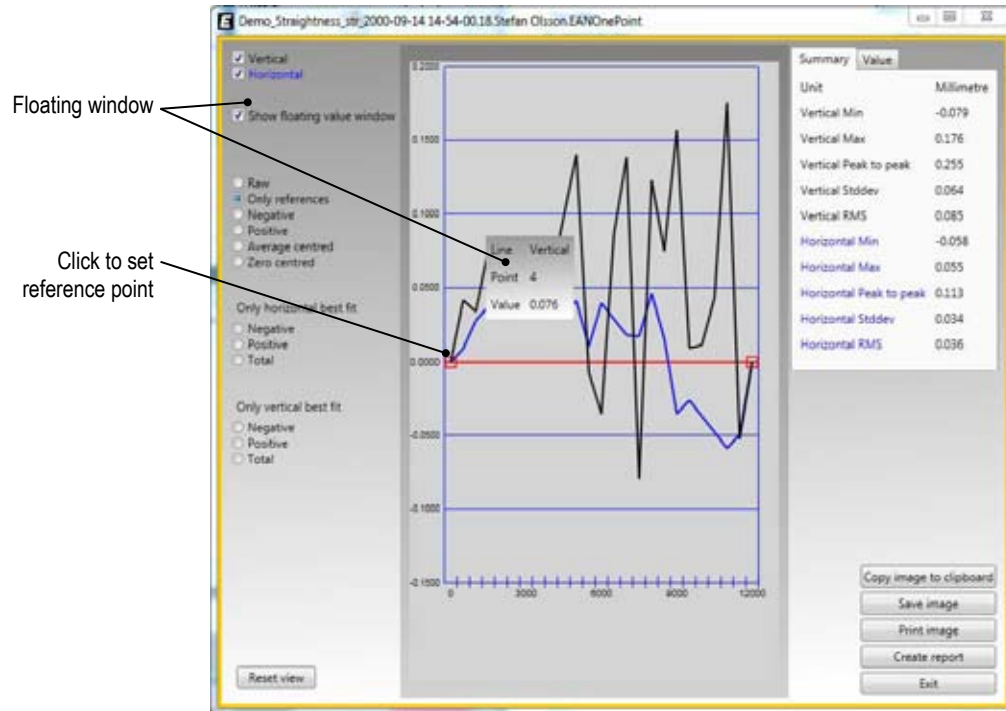 Demo_Straightness_str_2000-09-14 14-54-00.18.Stefan Olsson.EANOnePoint
Floating window
Click to set
reference point
Vertical
Horizontal
Show floating value window
Raw
Only references
Negative
Positive
Average centred
Zero centred
Only horizontal best fit
Negative
Positive
Total
Only vertical best fit
Negative
Positive
Total
Reset view
0.2000
0.1500
0.1000
0.0500
0.0000
-0.0500
-0.1000
-0.1500
0
3000
6000
9000
12000
Line Vertical
Point 4
Value 0.076
Summary Value
Unit Millimetre
Vertical Min -0.079
Vertical Max 0.176
Vertical Peak to peak 0.255
Vertical Stddev 0.064
Vertical RMS 0.085
Horizontal Min -0.058
Horizontal Max 0.055
Horizontal Peak to peak 0.113
Horizontal Stddev 0.034
Horizontal RMS 0.036
Copy image to clipboard
Save image
Print image
Create report
Exit